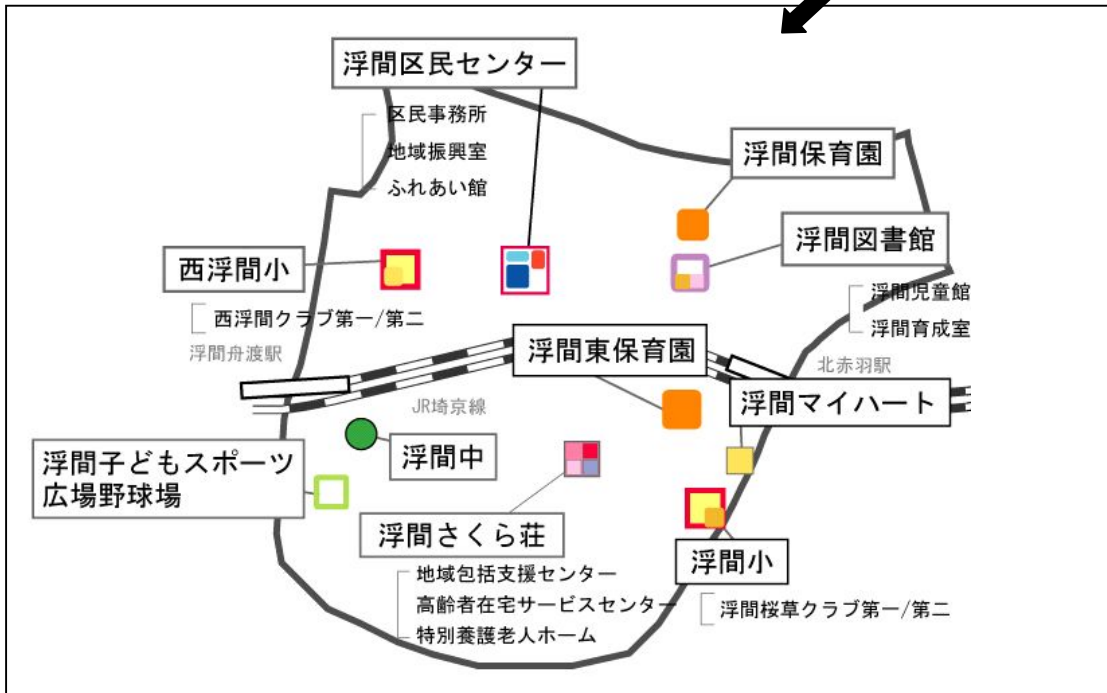 浮間区民センター
区民事務所
地域振興室
ふれあい館
浮間保育園
浮間図書館
浮間児童館
浮間育成室
西浮間小
西浮間クラブ第一/第二
浮間舟渡駅
浮間東保育園
北赤羽駅
JR埼京線
浮間マイハート
浮間中
浮間子どもスポーツ
広場野球場
浮間さくら荘
地域包括支援センター
高齢者在宅サービスセンター
特別養護老人ホーム
浮間小
浮間桜草クラブ第一/第二